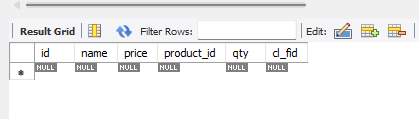 Result Grid Filter Rows: Edit:
id name price product_id qty cl_fid
NULL NULL NULL NULL NULL NULL